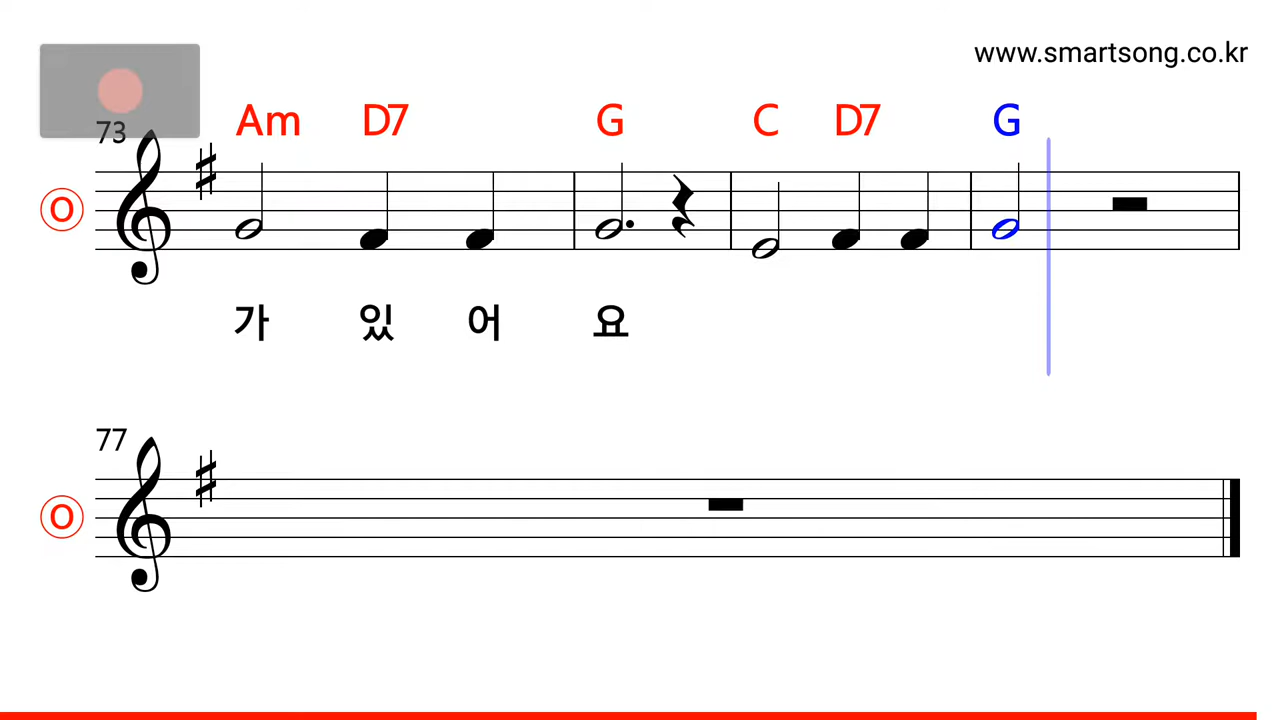 www.smartsong.co.kr
Am D7 G C D7 G
73
O
가 있 어 요
77
O